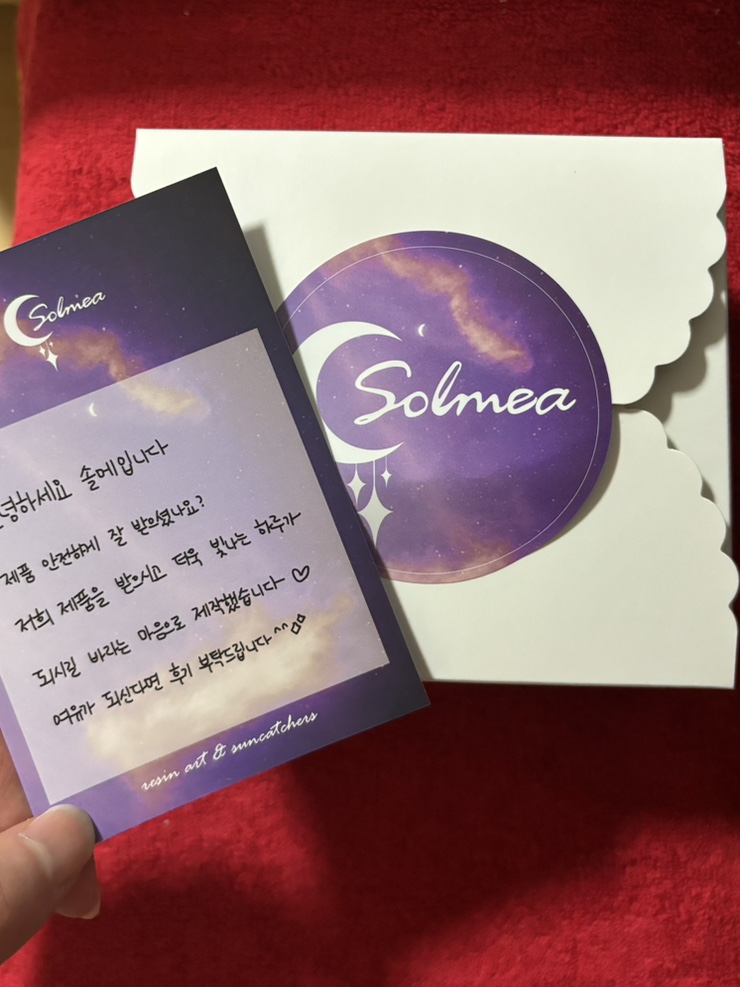 Solmea
녕하세요 솔메입니다
제품 안전하게 잘 받으셨나요?
저희 제품을 받으시고 더욱 빛나는 하루가
되시길 바라는 마음으로 제작했습니다♡
여유가 되신다면 후기 부탁드립니다^^
resin art & suncatchers
Solmea